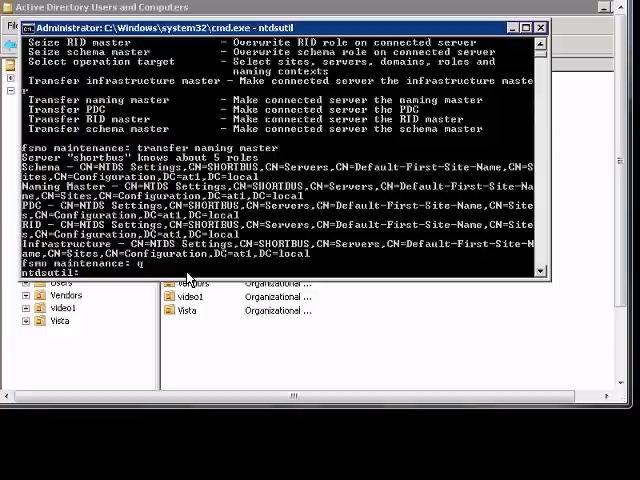 Active Directory Users and Computers
Administrator: C:\Windows\system32\cmd.exe - ntdsutil
Seize RID master - Overwrite RID role on connected server
Seize schema master - Overwrite schema role on connected server
Select operation target - Select sites, servers, domains, roles and
naming contexts
Transfer infrastructure master - Make connected server the infrastructure maste
r
Transfer naming master - Make connected server the naming master
Transfer PDC - Make connected server the PDC
Transfer RID master - Make connected server the RID master
Transfer schema master - Make connected server the schema master
fsmo maintenance: transfer naming master
Server "shortbus" knows about 5 roles
Schema - CN=NTDS Settings,CN=SHORTBUS,CN=Servers,CN=Default-First-Site-Name,CN=S
ites,CN=Configuration,DC=at1,DC=local
Naming Master - CN=NTDS Settings,CN=SHORTBUS,CN=Servers,CN=Default-First-Site-Na
me,CN=Sites,CN=Configuration,DC=at1,DC=local
PDC - CN=NTDS Settings,CN=SHORTBUS,CN=Servers,CN=Default-First-Site-Name,CN=Site
s,CN=Configuration,DC=at1,DC=local
RID - CN=NTDS Settings,CN=SHORTBUS,CN=Servers,CN=Default-First-Site-Name,CN=Site
s,CN=Configuration,DC=at1,DC=local
Infrastructure - CN=NTDS Settings,CN=SHORTBUS,CN=Servers,CN=Default-First-Site-N
ame,CN=Sites,CN=Configuration,DC=at1,DC=local
fsmo maintenance: q
ntdsutil:
Users
Vendors Organizational ...
Vendors
video1 Organizational ...
video1
Vista Organizational ...
Vista